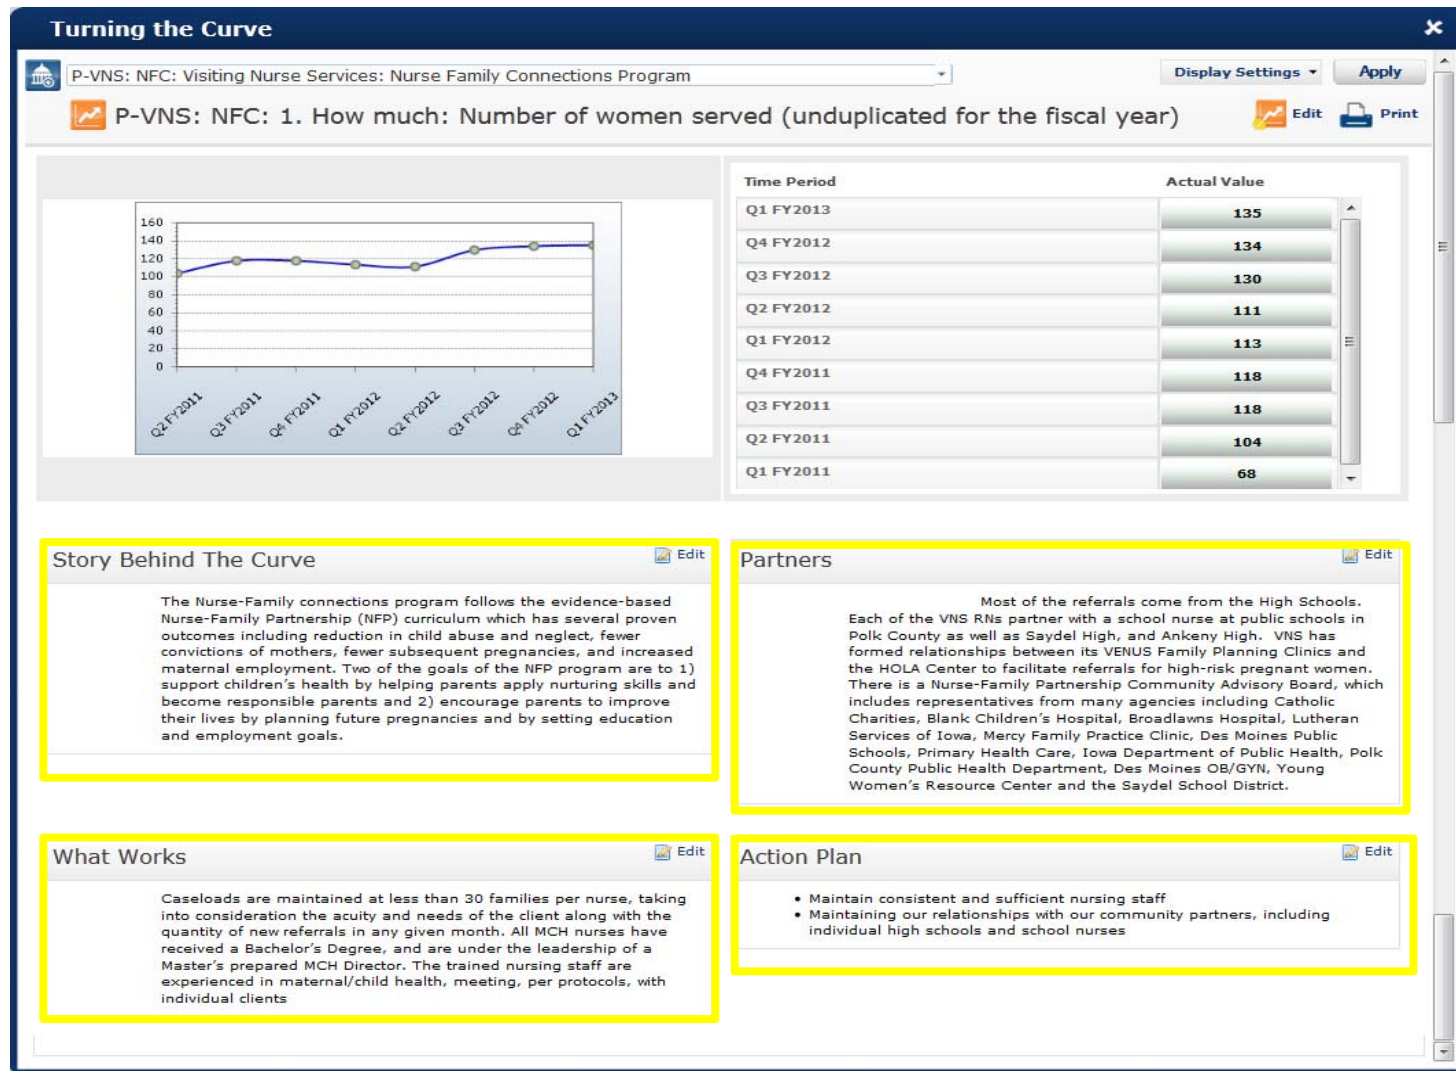 Turning the Curve
P-VNS: NFC: Visiting Nurse Services: Nurse Family Connections Program
Display Settings
Apply
P-VNS: NFC: 1. How much: Number of women served (unduplicated for the fiscal year)
Edit
Print
160
140
120
100
80
60
40
20
0
Q2 FY2011
Q3 FY2011
Q4 FY2011
Q1 FY2012
Q2 FY2012
Q3 FY2012
Q4 FY2012
Q1 FY2013
Time Period Actual Value
Q1 FY2013 135
Q4 FY2012 134
Q3 FY2012 130
Q2 FY2012 111
Q1 FY2012 113
Q4 FY2011 118
Q3 FY2011 118
Q2 FY2011 104
Q1 FY2011 68
Story Behind The Curve
Edit
The Nurse-Family connections program follows the evidence-based
Nurse-Family Partnership (NFP) curriculum which has several proven
outcomes including reduction in child abuse and neglect, fewer
convictions of mothers, fewer subsequent pregnancies, and increased
maternal employment. Two of the goals of the NFP program are to 1)
support children's health by helping parents apply nurturing skills and
become responsible parents and 2) encourage parents to improve
their lives by planning future pregnancies and by setting education
and employment goals.
Partners
Edit
Most of the referrals come from the High Schools.
Each of the VNS RNs partner with a school nurse at public schools in
Polk County as well as Saydel High, and Ankeny High. VNS has
formed relationships between its VENUS Family Planning Clinics and
the HOLA Center to facilitate referrals for high-risk pregnant women.
There is a Nurse-Family Partnership Community Advisory Board, which
includes representatives from many agencies including Catholic
Charities, Blank Children's Hospital, Broadlawns Hospital, Lutheran
Services of Iowa, Mercy Family Practice Clinic, Des Moines Public
Schools, Primary Health Care, Iowa Department of Public Health, Polk
County Public Health Department, Des Moines OB/GYN, Young
Women's Resource Center and the Saydel School District.
What Works
Edit
Caseloads are maintained at less than 30 families per nurse, taking
into consideration the acuity and needs of the client along with the
quantity of new referrals in any given month. All MCH nurses have
received a Bachelor's Degree, and are under the leadership of a
Master's prepared MCH Director. The trained nursing staff are
experienced in maternal/child health, meeting, per protocols, with
individual clients
Action Plan
Edit
• Maintain consistent and sufficient nursing staff
• Maintaining our relationships with our community partners, including
individual high schools and school nurses